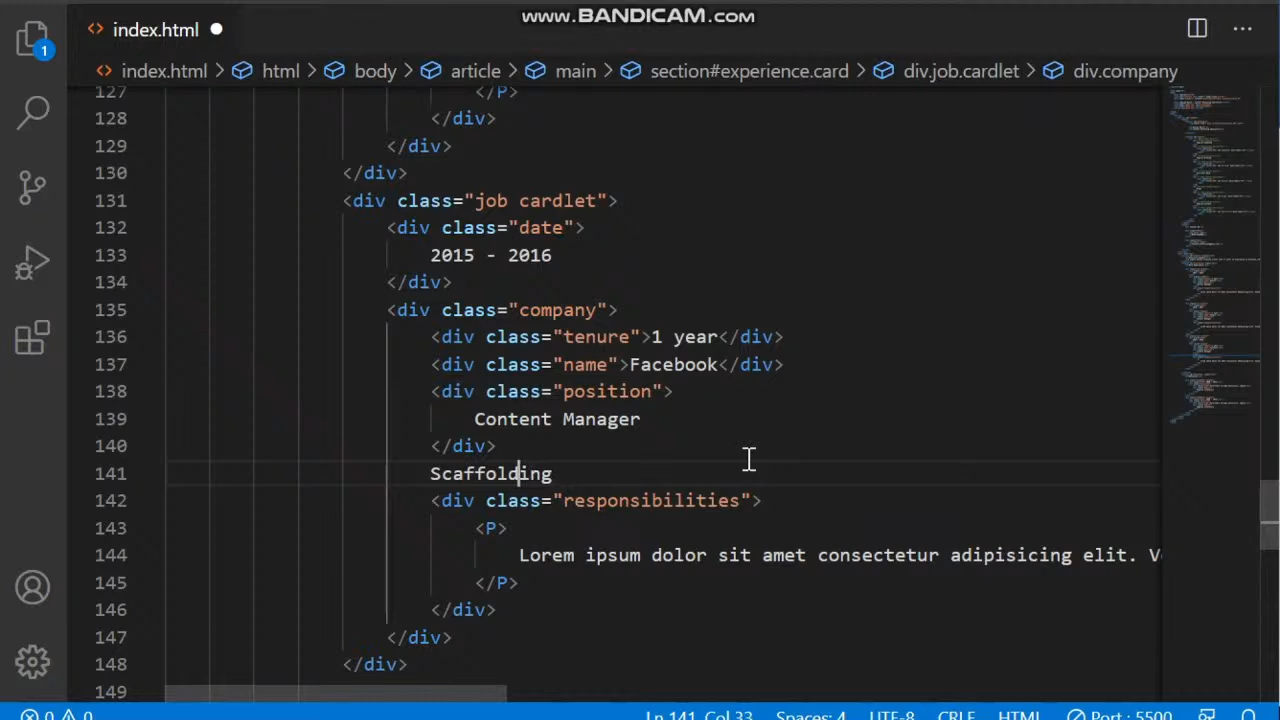 www.BANDICAM.com
index.html
1
index.html > html > body > article > main > section#experience.card > div.job.cardlet > div.company
127 </P>
128 </div>
129 </div>
130 </div>
131 <div class="job cardlet">
132 <div class="date">
133 2015 - 2016
134 </div>
135 <div class="company">
136 <div class="tenure">1 year</div>
137 <div class="name">Facebook</div>
138 <div class="position">
139 Content Manager
140 </div>
141 Scaffolding
142 <div class="responsibilities">
143 <P>
144 Lorem ipsum dolor sit amet consectetur adipisicing elit.
145 </P>
146 </div>
147 </div>
148 </div>
149
0 0 Ln 141, Col 33 Spaces: 4 UTF-8 CRLF HTML Port : 5500